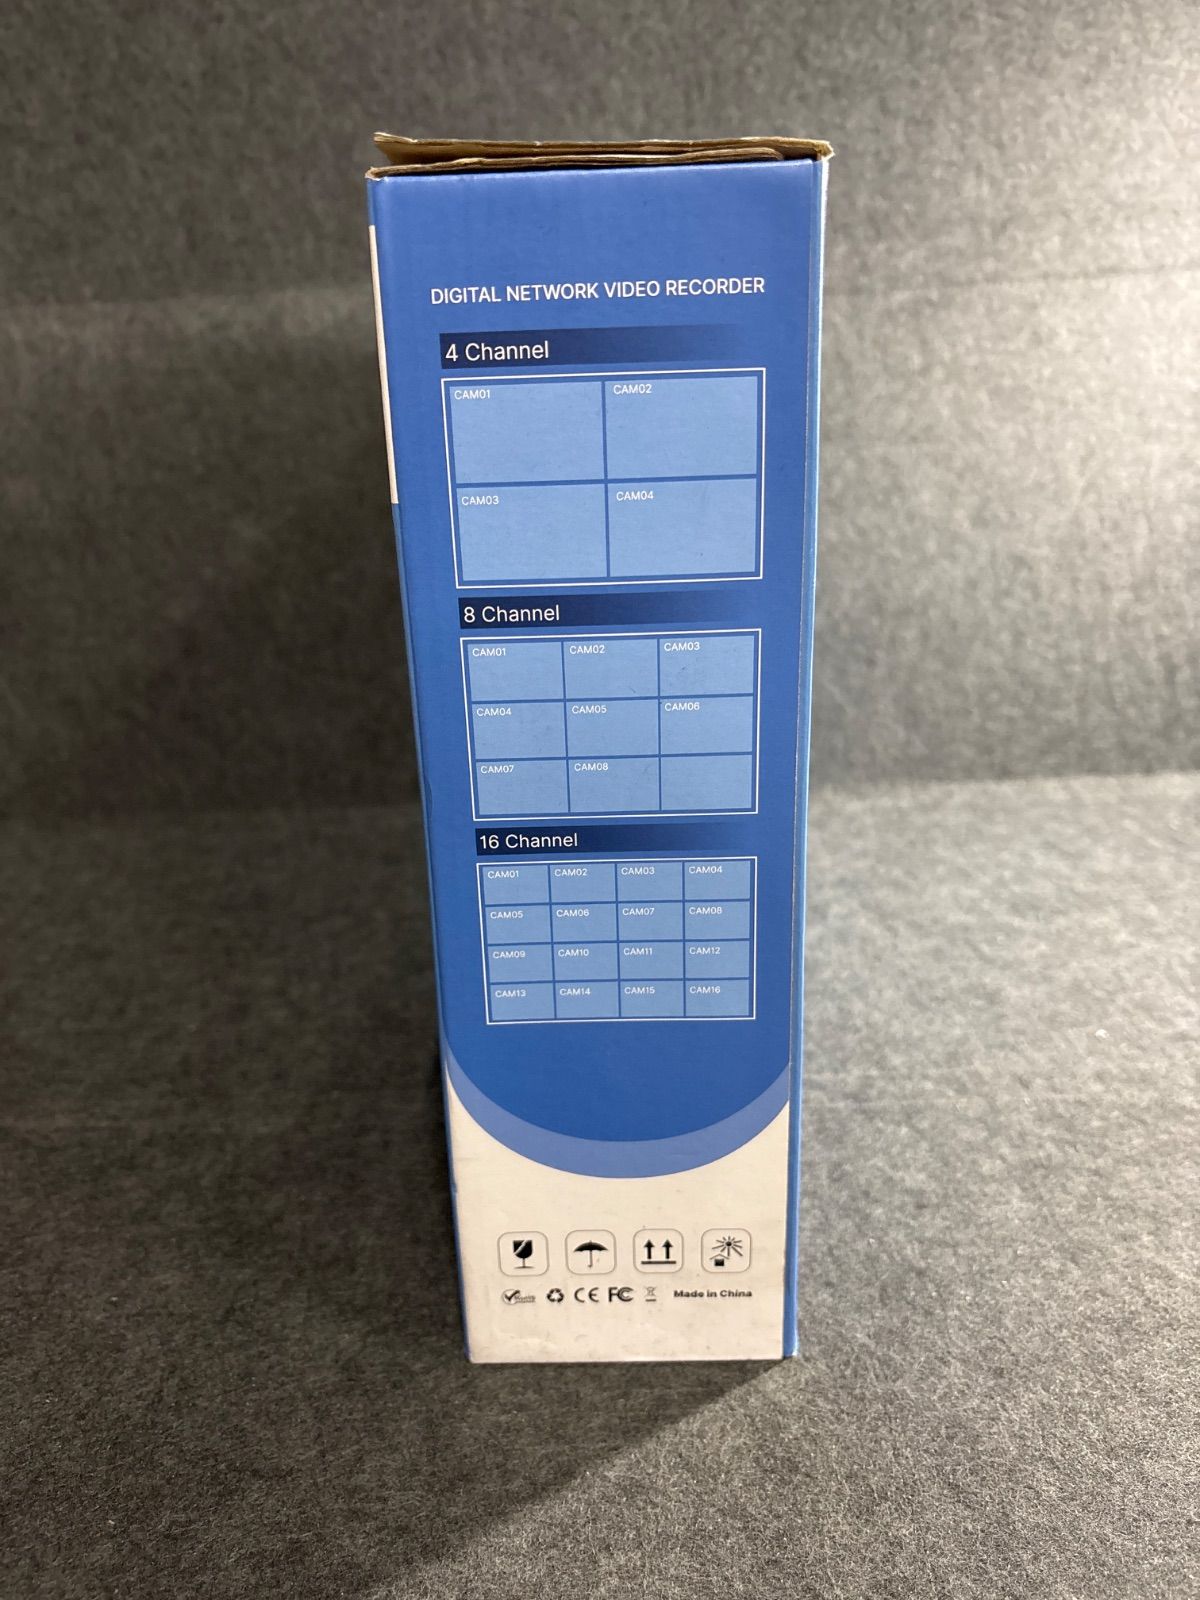 DIGITAL NETWORK VIDEO RECORDER
4 Channel
CAM01 CAM02
CAM03 CAM04
8 Channel
CAM01 CAM02 CAM03
CAM04 CAM05 CAM06
CAM07 CAM08
16 Channel
CAM01 CAM02 CAM03 CAM04
CAM05 CAM06 CAM07 CAM08
CAM09 CAM10 CAM11 CAM12
CAM13 CAM14 CAM15 CAM16
CE FC Made in China